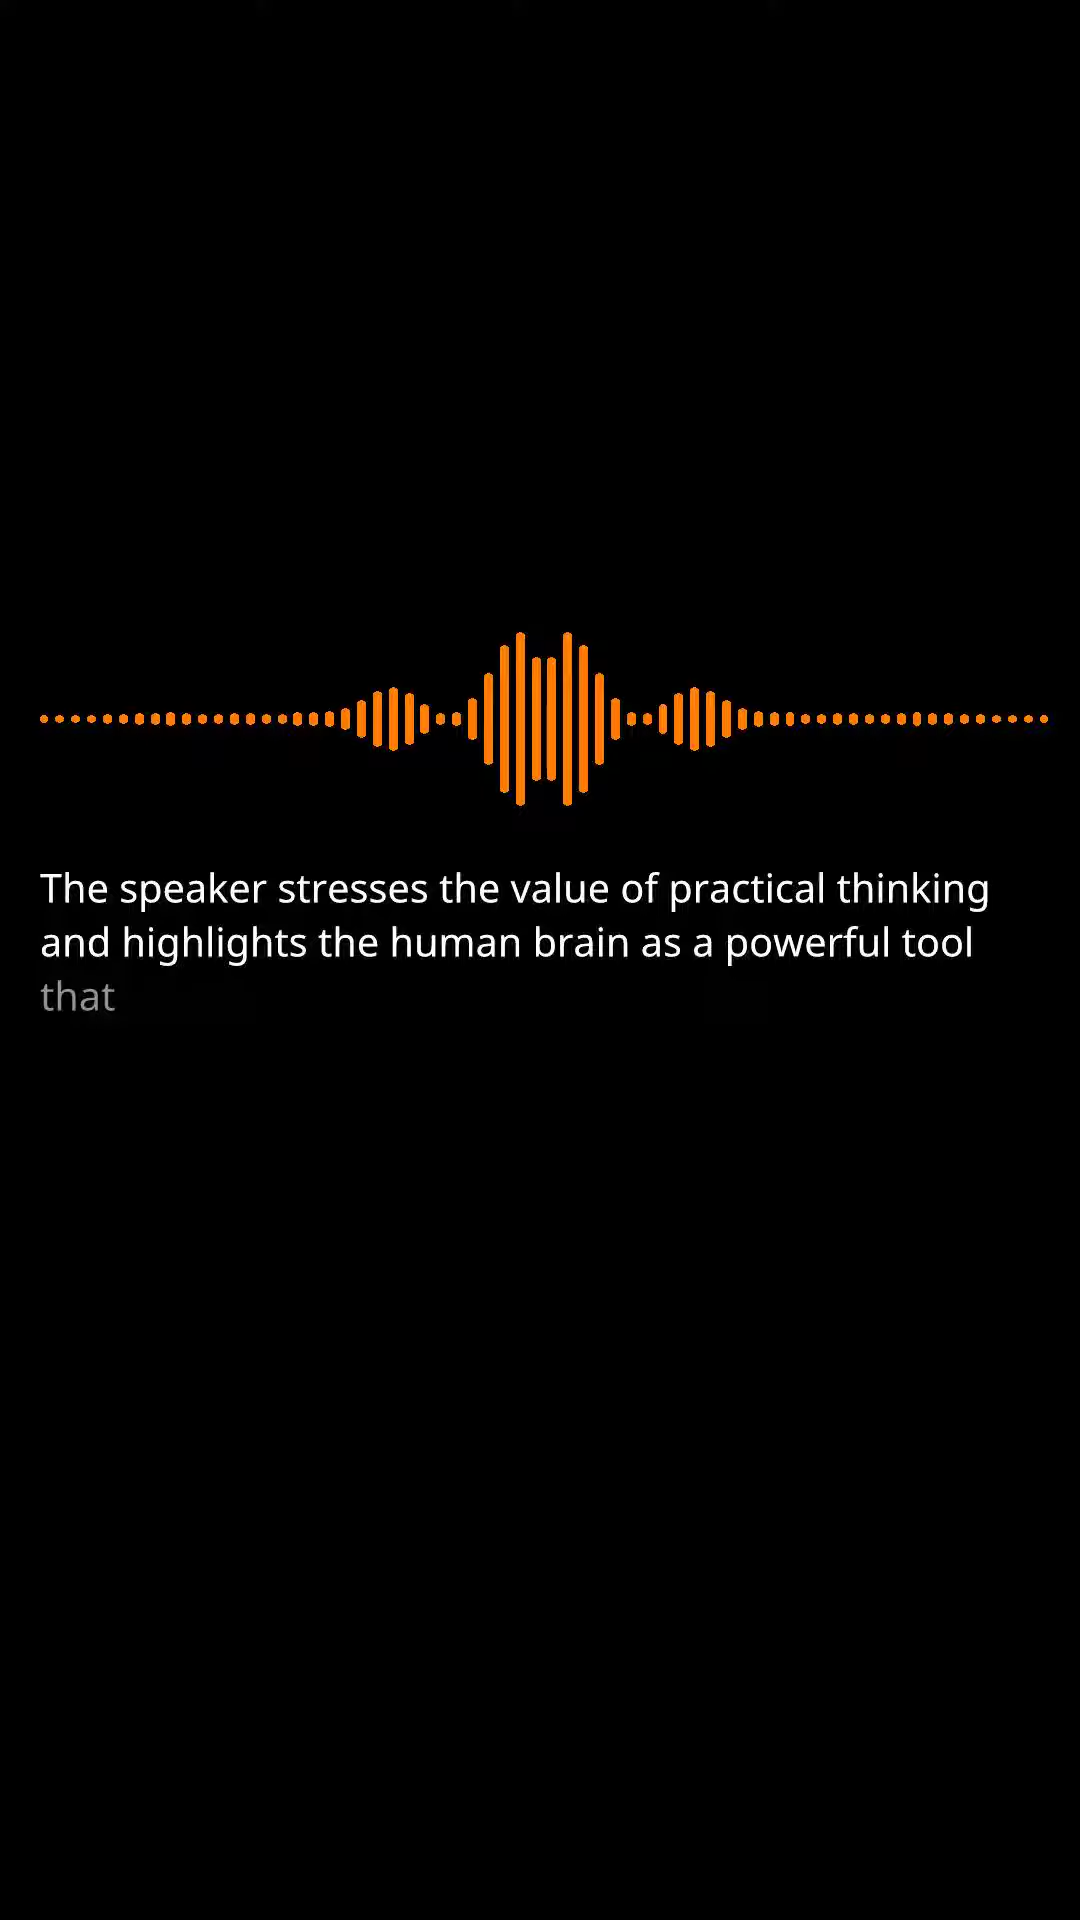 The speaker stresses the value of practical thinking
and highlights the human brain as a powerful tool
that